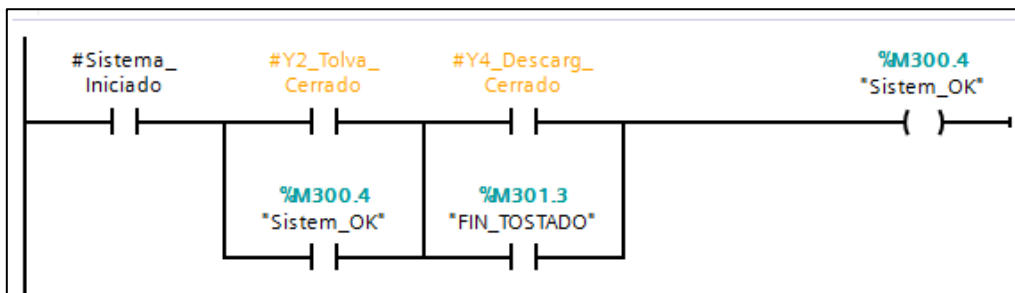 #Sistema_
Iniciado
#Y2_Tolva_
Cerrado
#Y4_Descarg_
Cerrado
%M300.4
"Sistem_OK"
%M300.4
"Sistem_OK"
%M301.3
"FIN_TOSTADO"